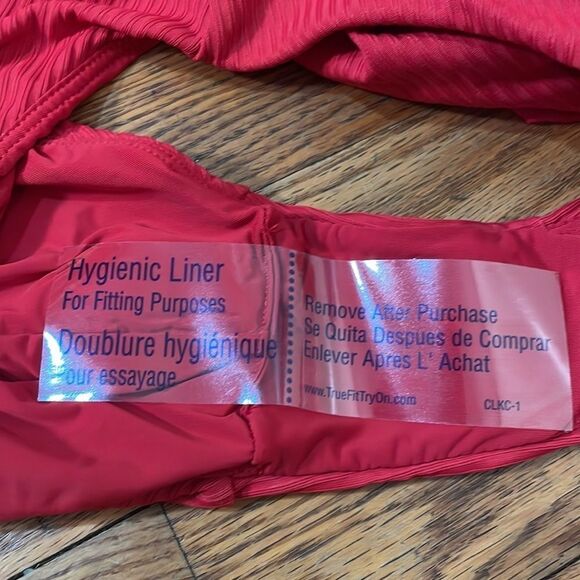 Hygienic Liner
For Fitting Purposes
Doublure hygiénique
Pour essayage
Remove After Purchase
Se Quita Despues de Comprar
Enlever Apres L' Achat
www.TrueFitTryOn.com
CLKC-1